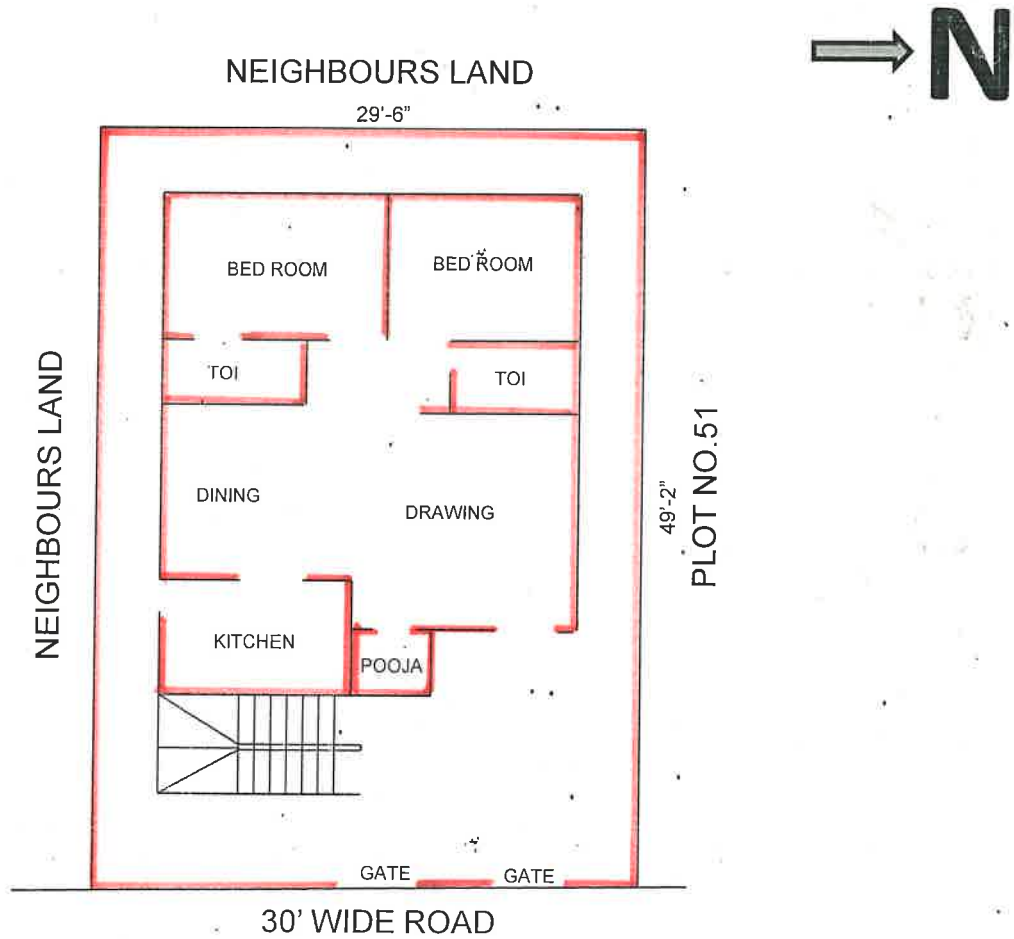 N
NEIGHBOURS LAND
29'-6"
BED ROOM
BED ROOM
TOI
TOI
NEIGHBOURS LAND
DINING
DRAWING
49'-2"
PLOT NO.51
KITCHEN
POOJA
GATE
GATE
30' WIDE ROAD